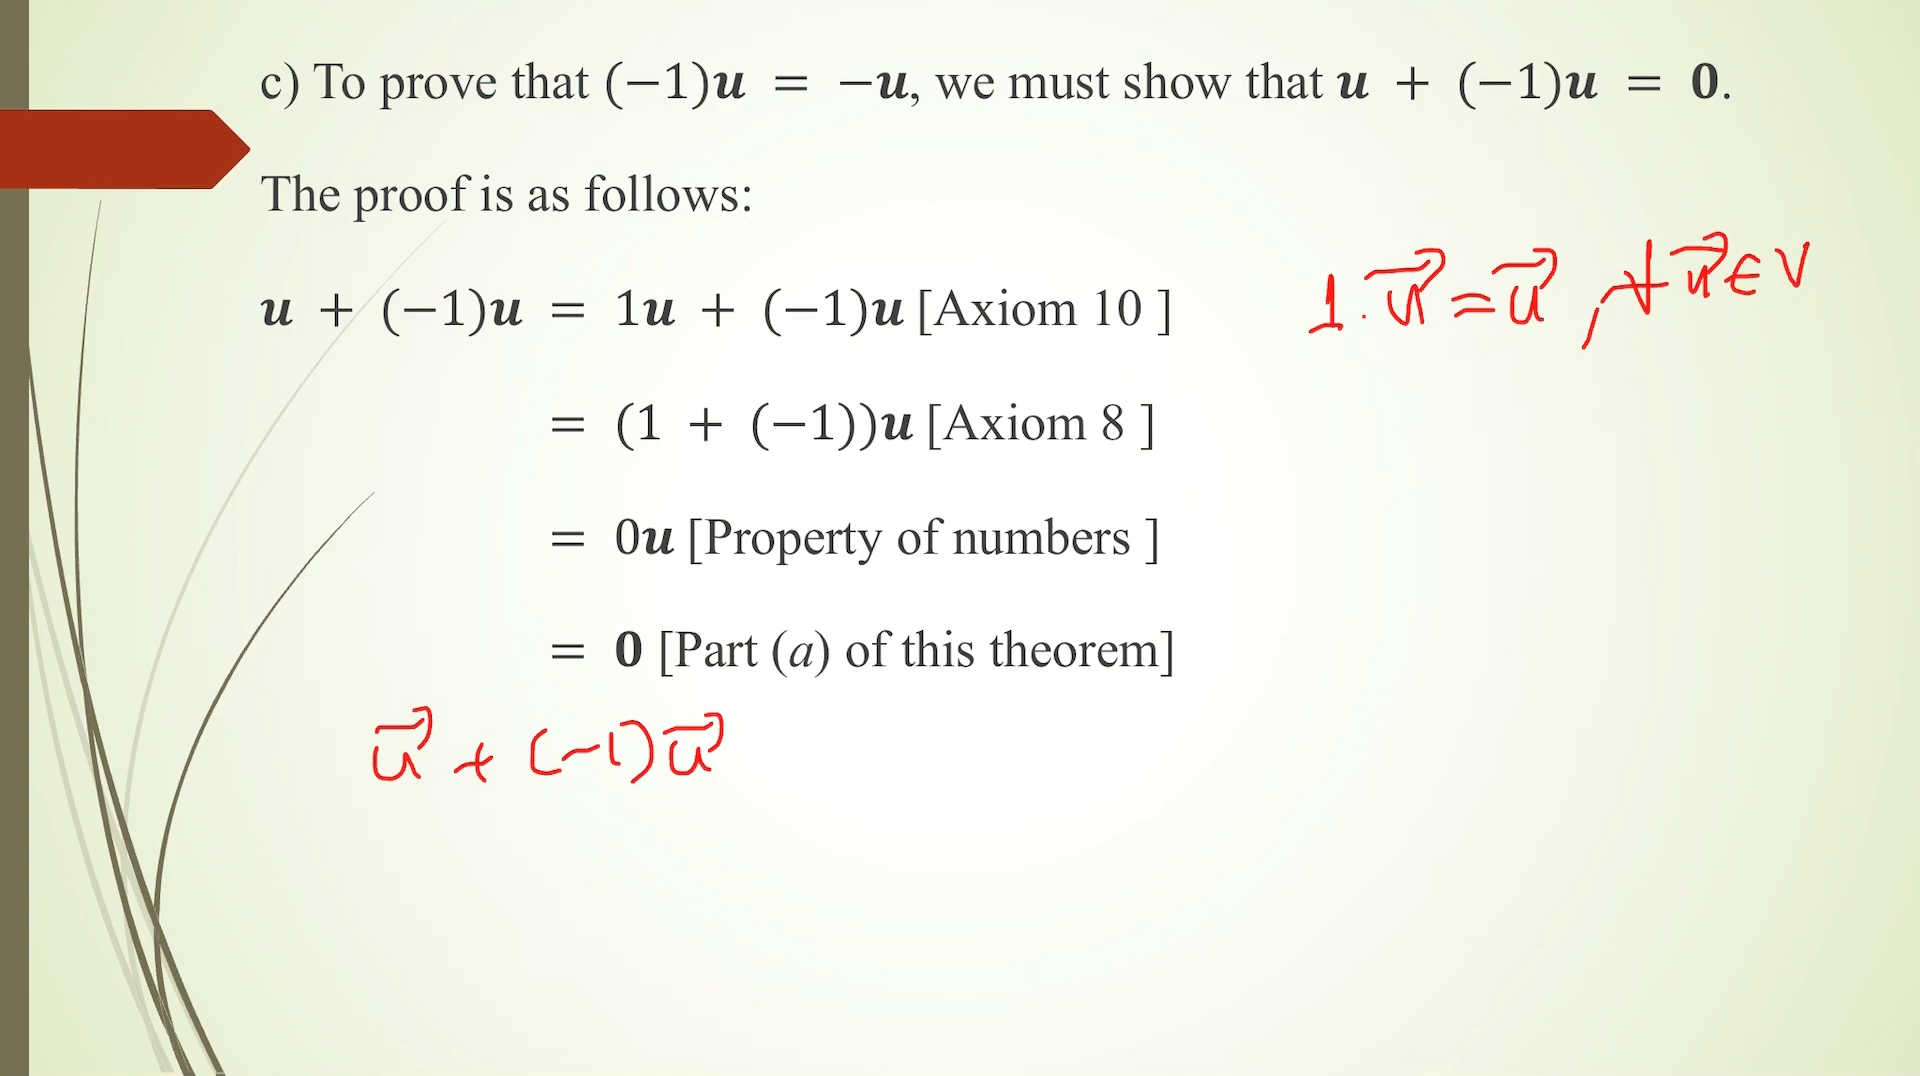 c) To prove that (−1)u = −u, we must show that u + (−1)u = 0.
The proof is as follows:
u + (−1)u = 1u + (−1)u [Axiom 10 ]
1.u⃗ = u⃗ , ∀ u⃗ ∈ V
= (1 + (−1))u [Axiom 8 ]
= 0u [Property of numbers ]
= 0 [Part (a) of this theorem]
u⃗ + (−1)u⃗